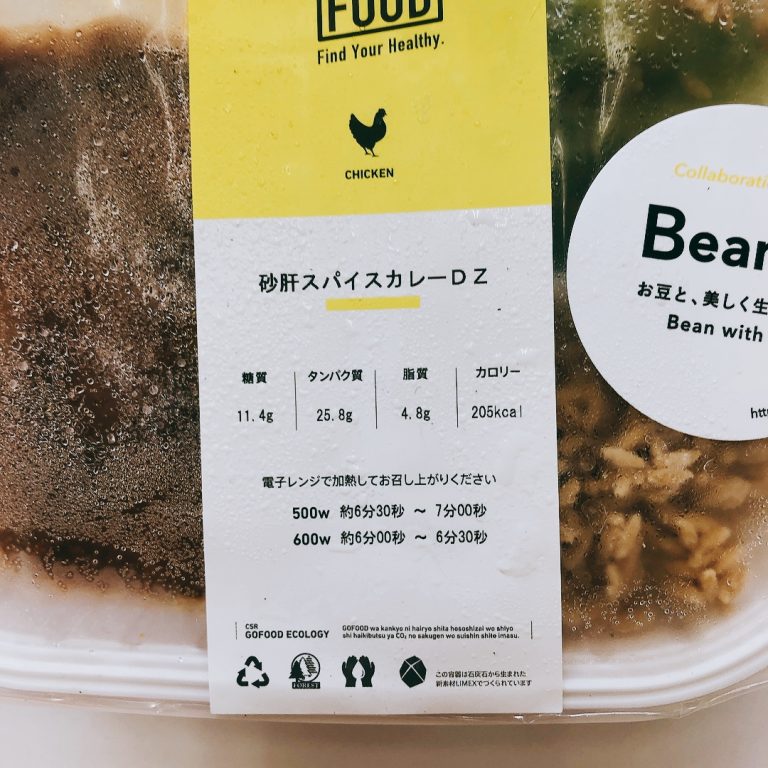 FOOD
Find Your Healthy.
CHICKEN
砂肝スパイスカレーDZ
糖質 タンパク質 脂質 カロリー
11.4g 25.8g 4.8g 205kcal
電子レンジで加熱してお召し上がりください
500w 約6分30秒 ～ 7分00秒
600w 約6分00秒 ～ 6分30秒
CSR
GOFOOD ECOLOGY
GOFOOD wa kankyo ni hairyo shita hososhizai wo shiyo
shi haikibutsu ya CO₂ no sakugen wo suishin shite imasu.
FOREST
この容器は石灰石から生まれた
新素材LIMEXでつくられています
Collaboratio
Bean
お豆と、美しく生
Bean with
htt